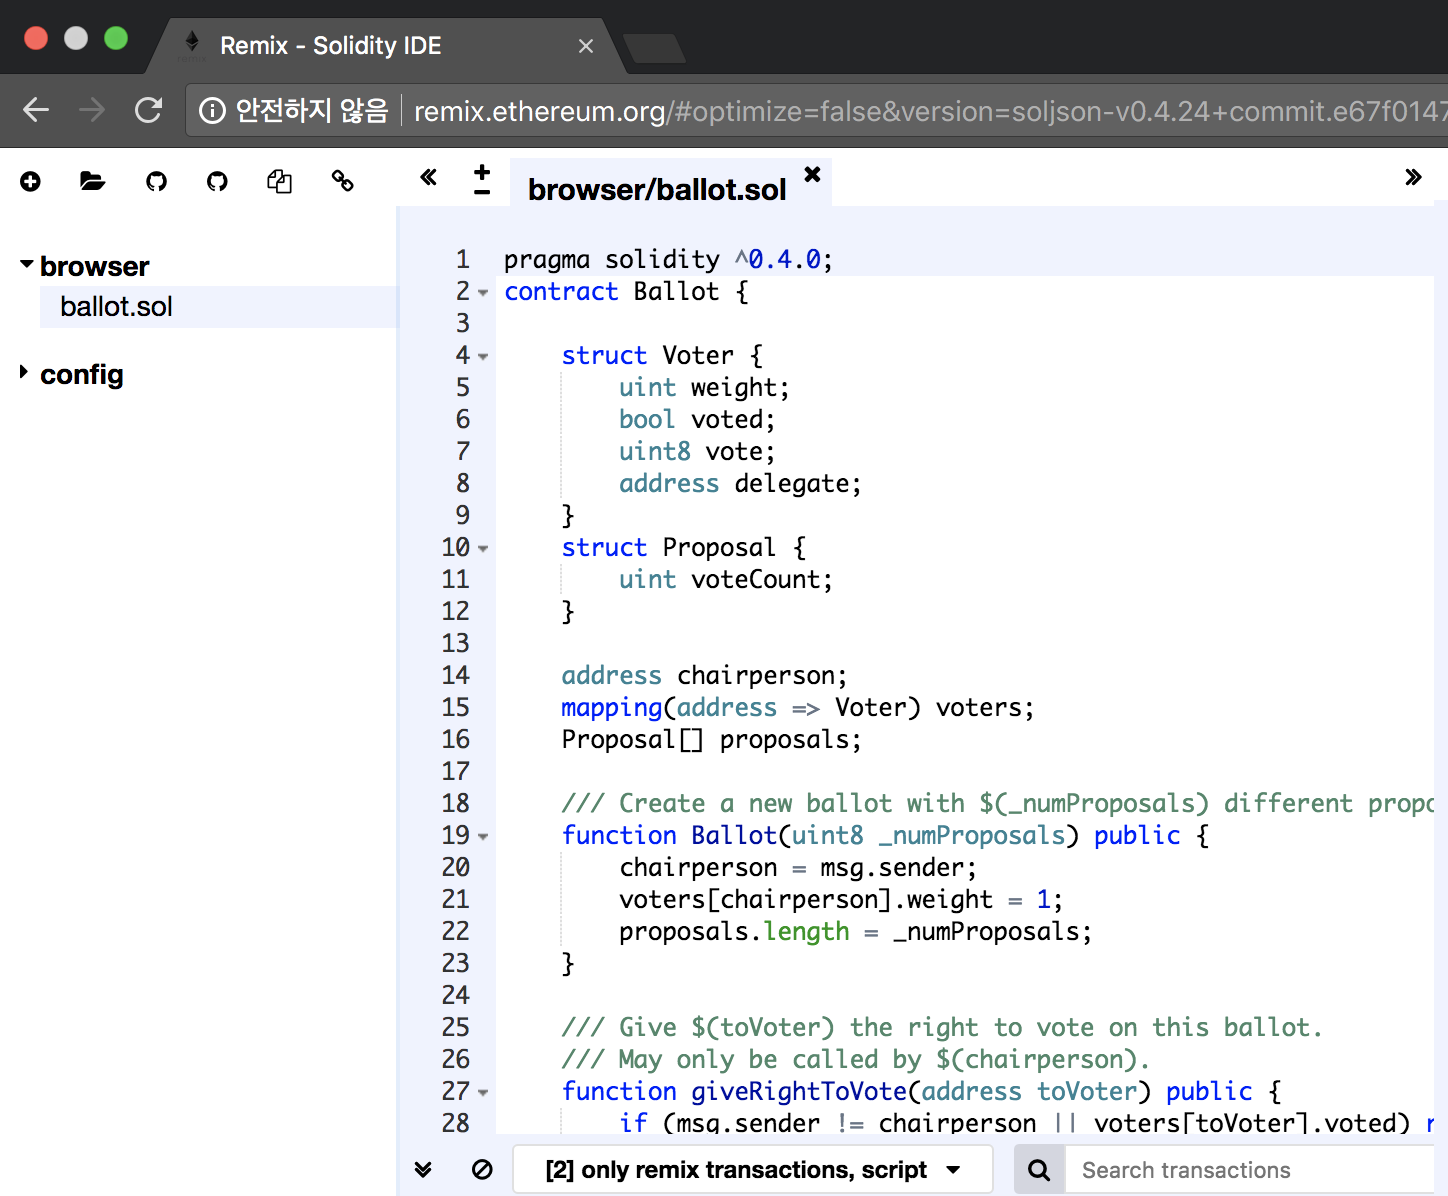 Remix - Solidity IDE
안전하지 않음 remix.ethereum.org/#optimize=false&version=soljson-v0.4.24+commit.e67f0147
browser/ballot.sol
browser
ballot.sol
config
1 pragma solidity ^0.4.0;
2 contract Ballot {
3
4 struct Voter {
5 uint weight;
6 bool voted;
7 uint8 vote;
8 address delegate;
9 }
10 struct Proposal {
11 uint voteCount;
12 }
13
14 address chairperson;
15 mapping(address => Voter) voters;
16 Proposal[] proposals;
17
18 /// Create a new ballot with $(_numProposals) different propo
19 function Ballot(uint8 _numProposals) public {
20 chairperson = msg.sender;
21 voters[chairperson].weight = 1;
22 proposals.length = _numProposals;
23 }
24
25 /// Give $(toVoter) the right to vote on this ballot.
26 /// May only be called by $(chairperson).
27 function giveRightToVote(address toVoter) public {
28 if (msg.sender != chairperson || voters[toVoter].voted) r
[2] only remix transactions, script
Search transactions